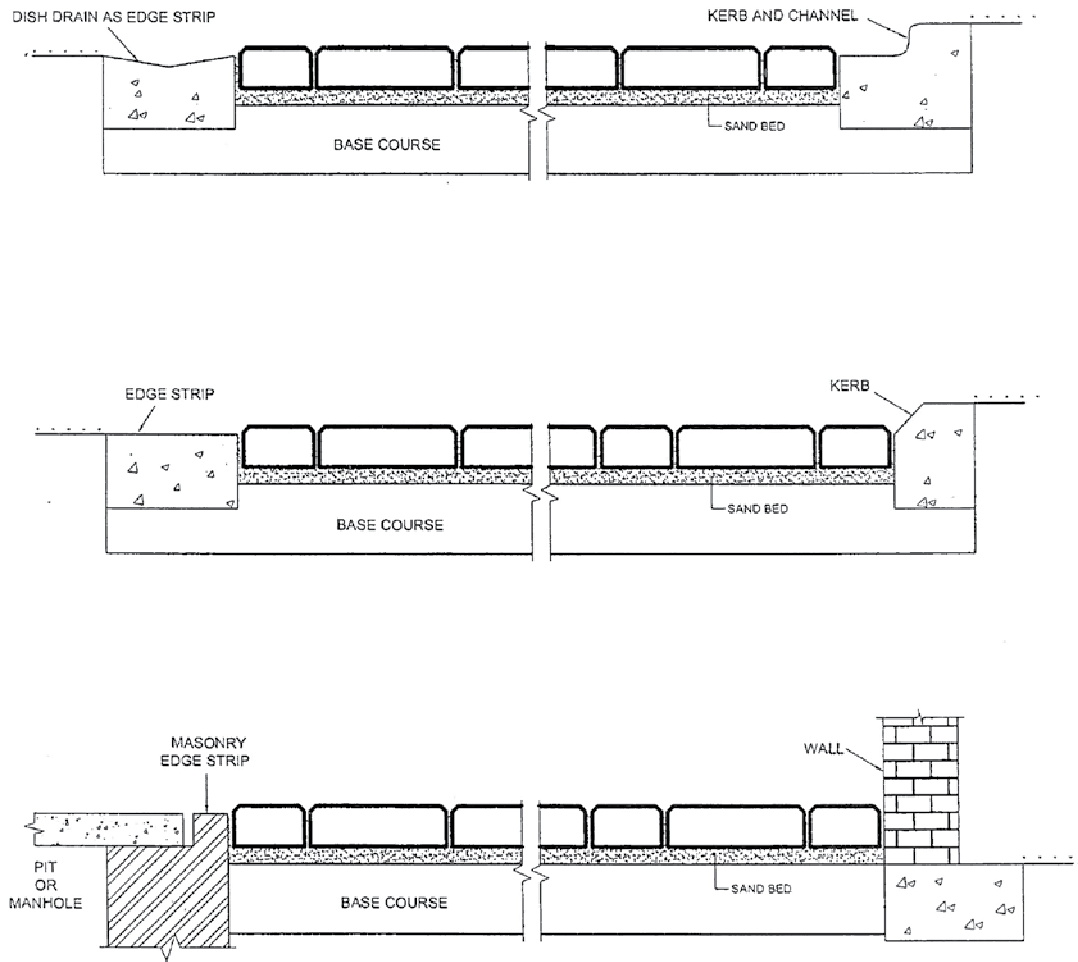 DISH DRAIN AS EDGE STRIP
KERB AND CHANNEL
SAND BED
BASE COURSE
EDGE STRIP
KERB
SAND BED
BASE COURSE
MASONRY
EDGE STRIP
WALL
PIT
OR
MANHOLE
SAND BED
BASE COURSE